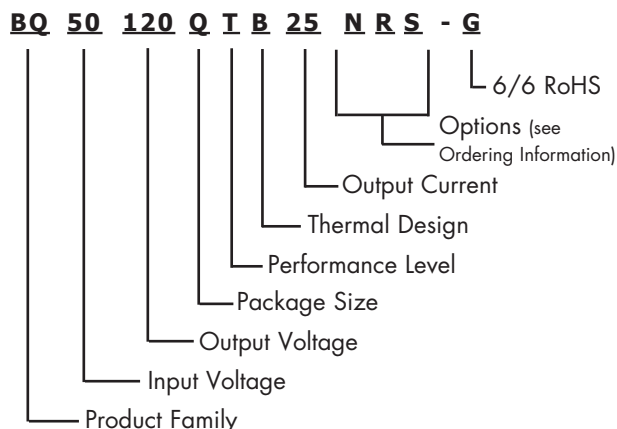 BQ 50 120 Q T B 25 N R S - G
6/6 RoHS
Options (see
Ordering Information)
Output Current
Thermal Design
Performance Level
Package Size
Output Voltage
Input Voltage
Product Family